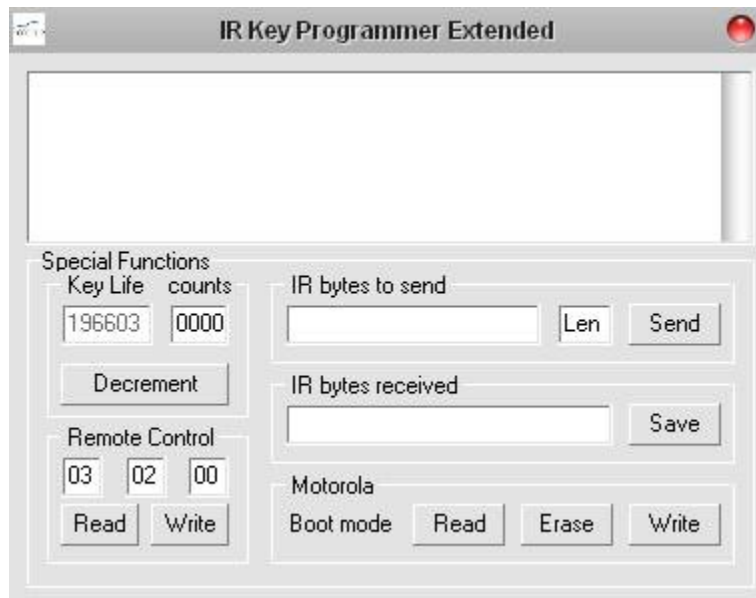 IR Key Programmer Extended
Special Functions
Key Life counts
196603 0000
Decrement
Remote Control
03 02 00
Read Write
IR bytes to send
Len Send
IR bytes received
Save
Motorola
Boot mode Read Erase Write